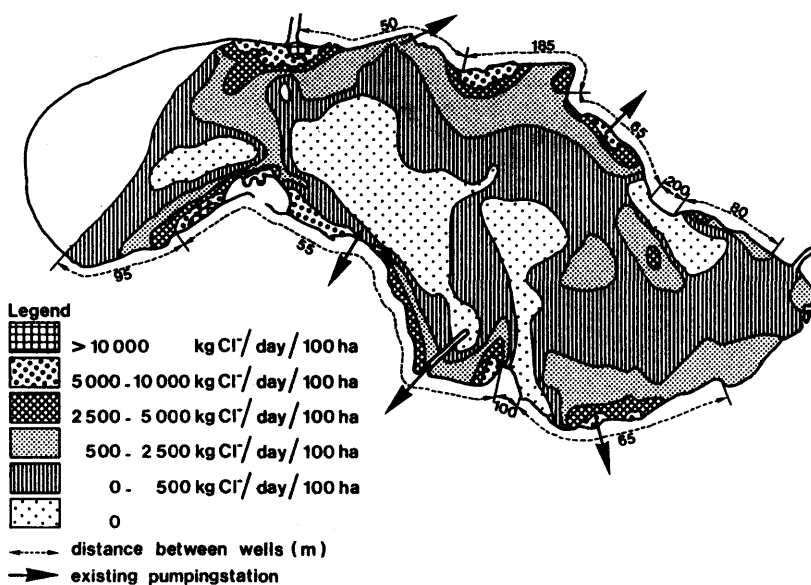 50
185
65
200
80
95
55
100
65
Legend
> 10 000 kg Cl⁻/ day / 100 ha
5 000 - 10 000 kg Cl⁻/ day / 100 ha
2 500 - 5 000 kg Cl⁻/ day / 100 ha
500 - 2 500 kg Cl⁻/ day / 100 ha
0 - 500 kg Cl⁻/ day / 100 ha
0
distance between wells (m)
existing pumpingstation